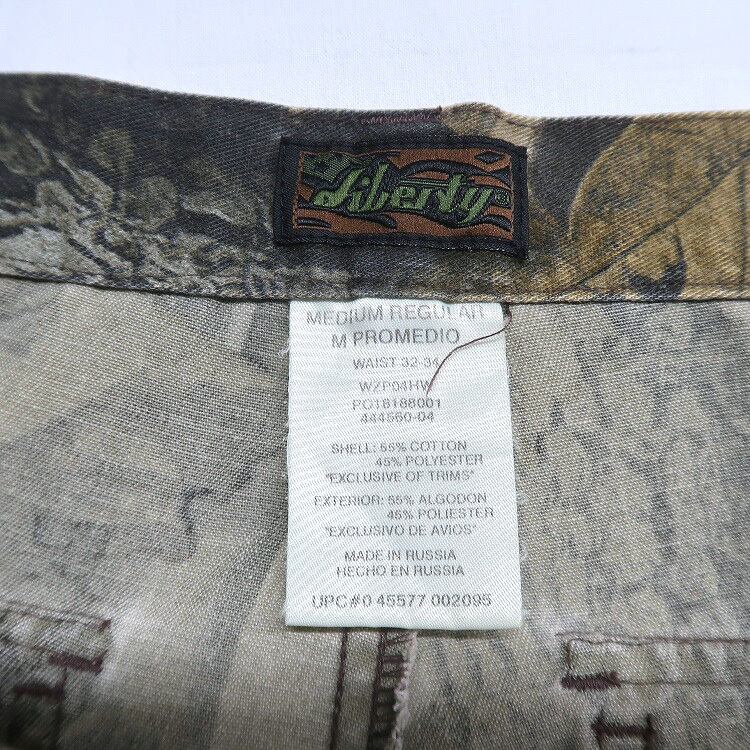 Liberty
MEDIUM REGULAR
M PROMEDIO
WAIST 32-34
WZP04HW
PO16188001
444560-04
SHELL: 55% COTTON
45% POLYESTER
"EXCLUSIVE OF TRIMS"
EXTERIOR: 55% ALGODON
45% POLIESTER
"EXCLUSIVO DE AVIOS"
MADE IN RUSSIA
HECHO EN RUSSIA
UPC#0 45577 002095